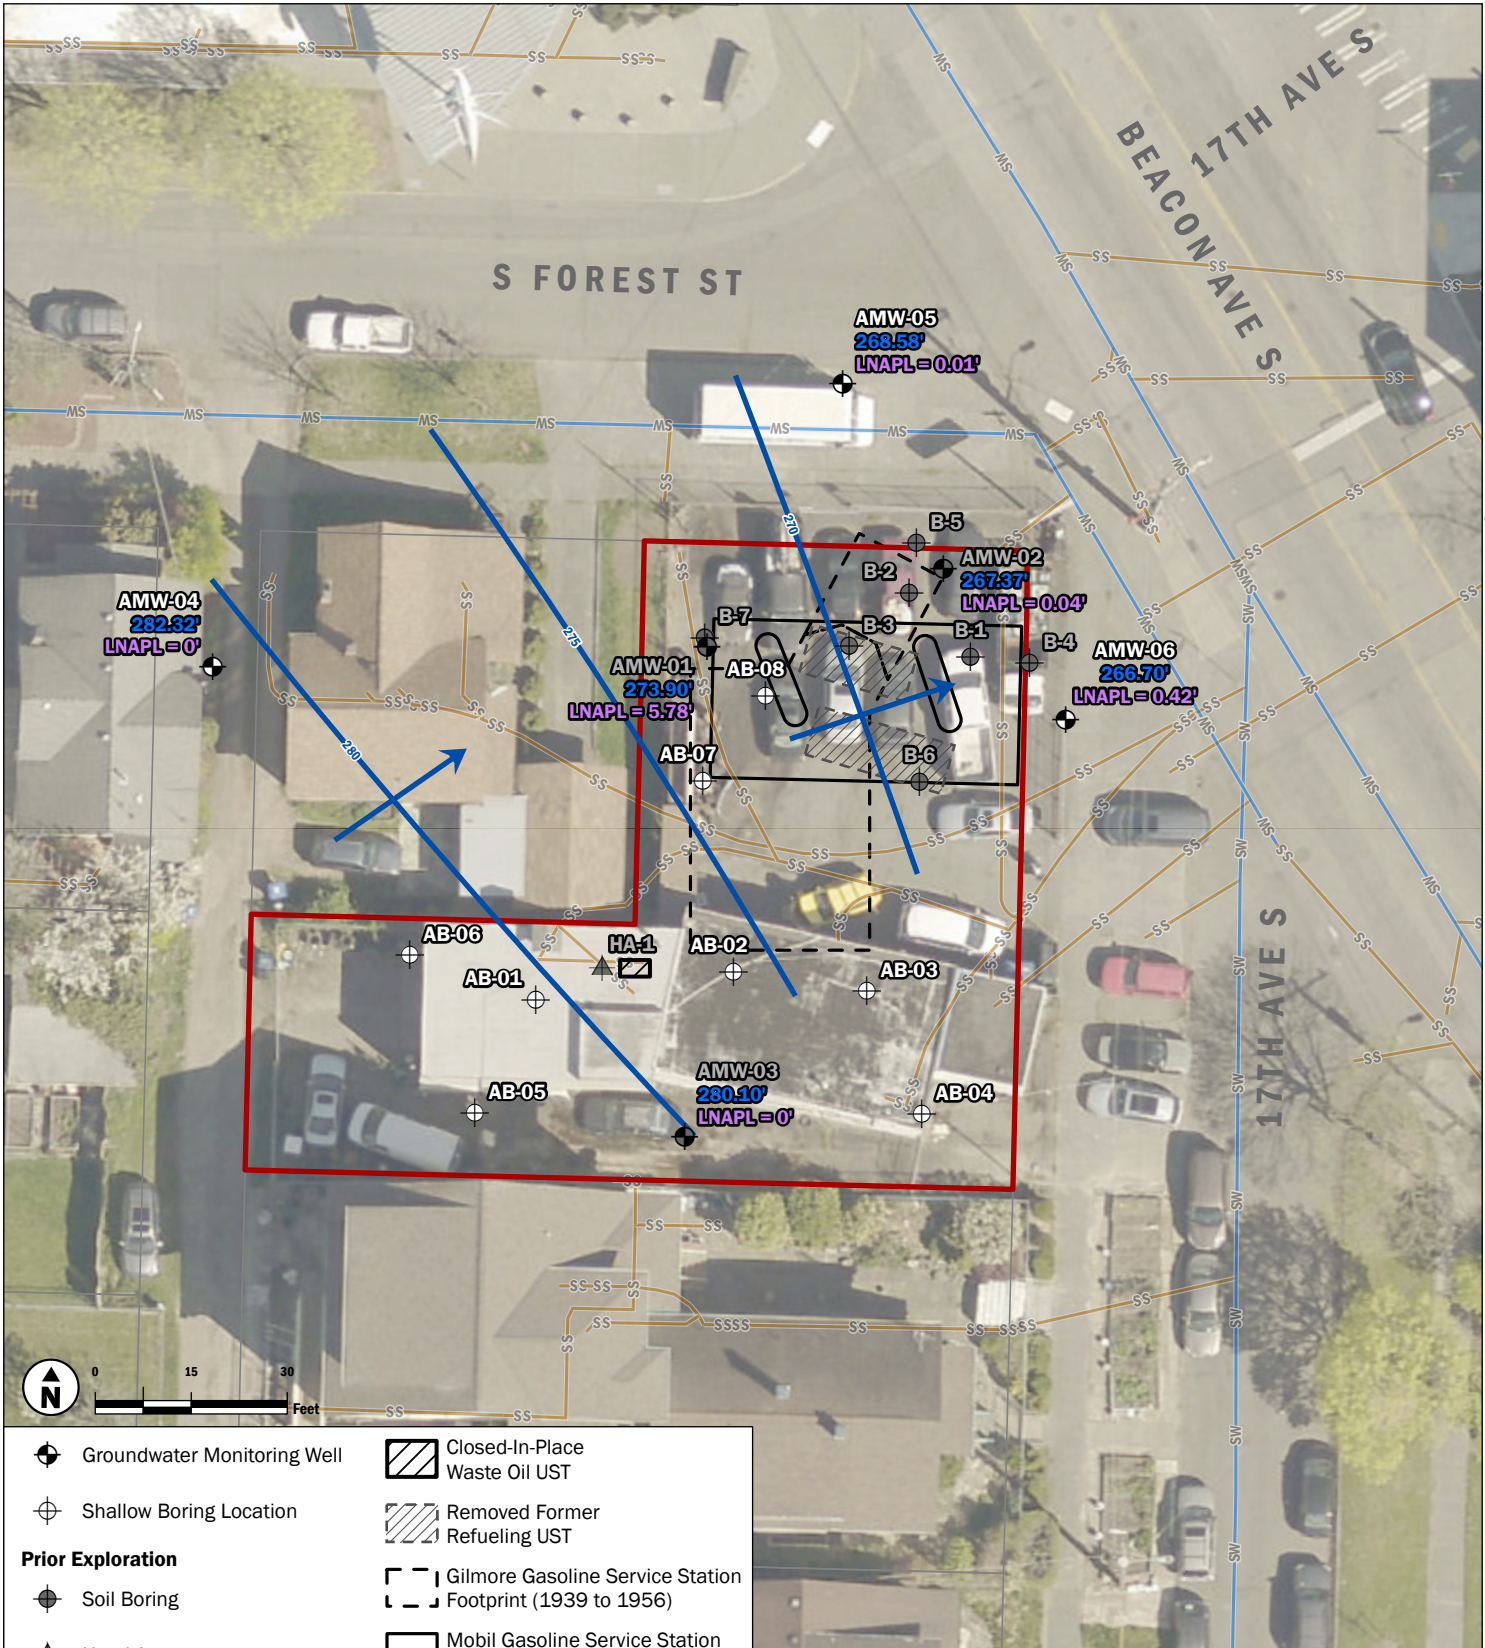 17TH AVE S
BEACON AVE S
S FOREST ST
AMW-05
268.58'
LNAPL = 0.01'
270
B-5
AMW-02
267.37'
LNAPL = 0.04'
B-2
B-7
B-3
B-1
B-4
AMW-04
282.32'
LNAPL = 0'
275
AMW-01
273.90'
LNAPL = 5.78'
AB-08
AMW-06
266.70'
LNAPL = 0.42'
280
AB-07
B-6
AB-06
HA-1
AB-02
AB-01
AB-03
17TH AVE S
AMW-03
280.10'
LNAPL = 0'
AB-05
AB-04
SS
SW
N
0 15 30
Feet
Groundwater Monitoring Well
Shallow Boring Location
Prior Exploration
Soil Boring
Closed-In-Place
Waste Oil UST
Removed Former
Refueling UST
Gilmore Gasoline Service Station
Footprint (1939 to 1956)
Mobil Gasoline Service Station